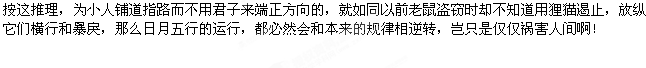 按这推理，为小人铺道指路而不用君子来端正方向的，就如同以前老鼠盗窃时却不知道用狸猫遏止，放纵
它们横行和暴戾，那么日月五行的运行，都必然会和本来的规律相逆转，岂只是仅仅祸害人间啊！